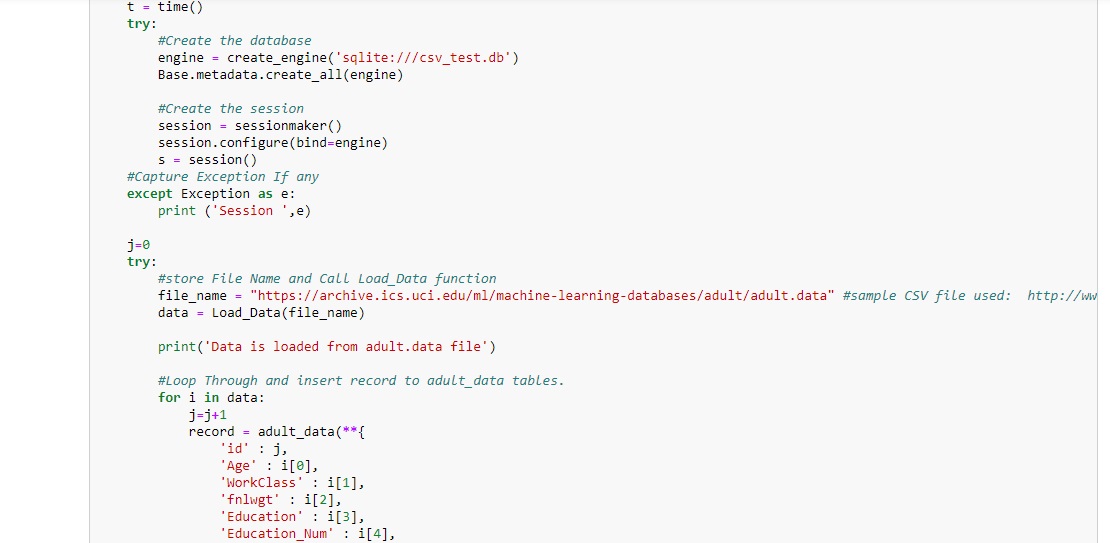 t = time()
try:
#Create the database
engine = create_engine('sqlite:///csv_test.db')
Base.metadata.create_all(engine)
#Create the session
session = sessionmaker()
session.configure(bind=engine)
s = session()
#Capture Exception If any
except Exception as e:
print ('Session ',e)
j=0
try:
#store File Name and Call Load_Data function
file_name = "https://archive.ics.uci.edu/ml/machine-learning-databases/adult/adult.data" #sample CSV file used:  http://ww
data = Load_Data(file_name)
print('Data is loaded from adult.data file')
#Loop Through and insert record to adult_data tables.
for i in data:
j=j+1
record = adult_data(**{
'id' : j,
'Age' : i[0],
'WorkClass' : i[1],
'fnlwgt' : i[2],
'Education' : i[3],
'Education_Num' : i[4],